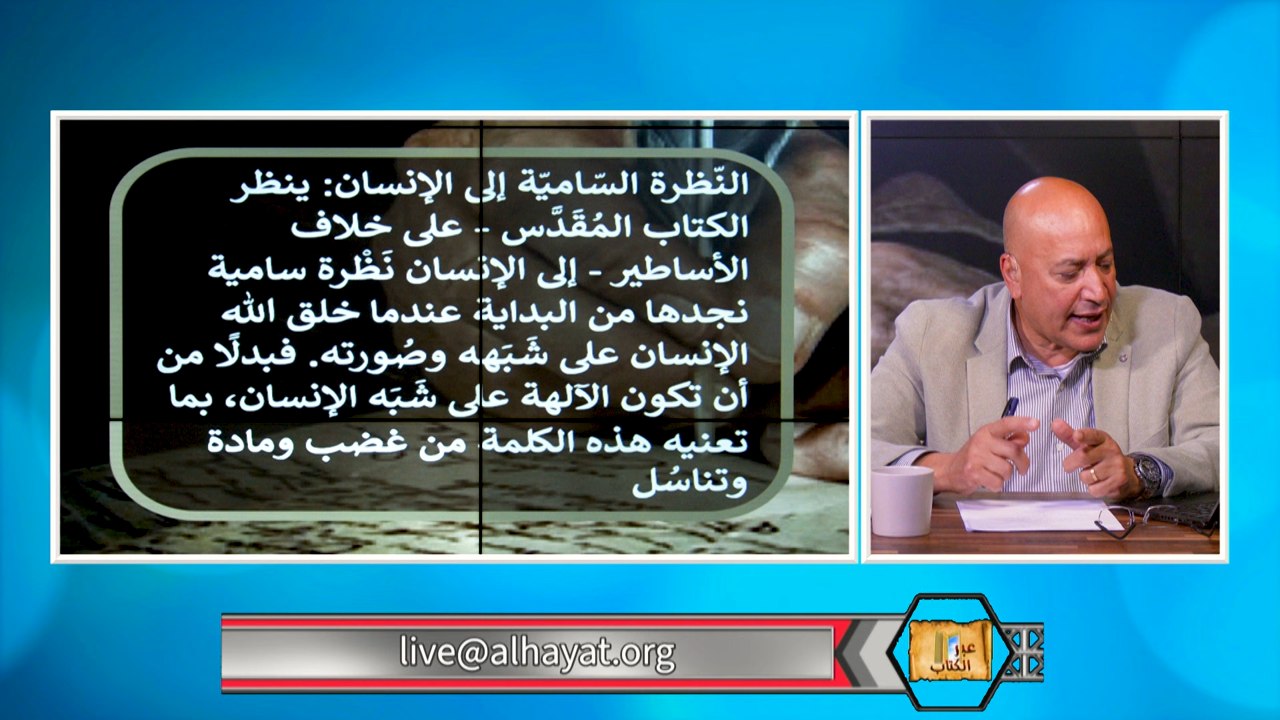 النّظرة السّاميّة إلى الإنسان: ينظر
الكتاب المُقَدَّس - على خلاف
الأساطير - إلى الإنسان نَظْرة سامية
نجدها من البداية عندما خلق الله
الإنسان على شَبَهه وصُورته. فبدلًا من
أن تكون الآلهة على شَبَه الإنسان، بما
تعنيه هذه الكلمة من غضب ومادة
وتناسُل
live@alhayat.org
عبر
الكتاب